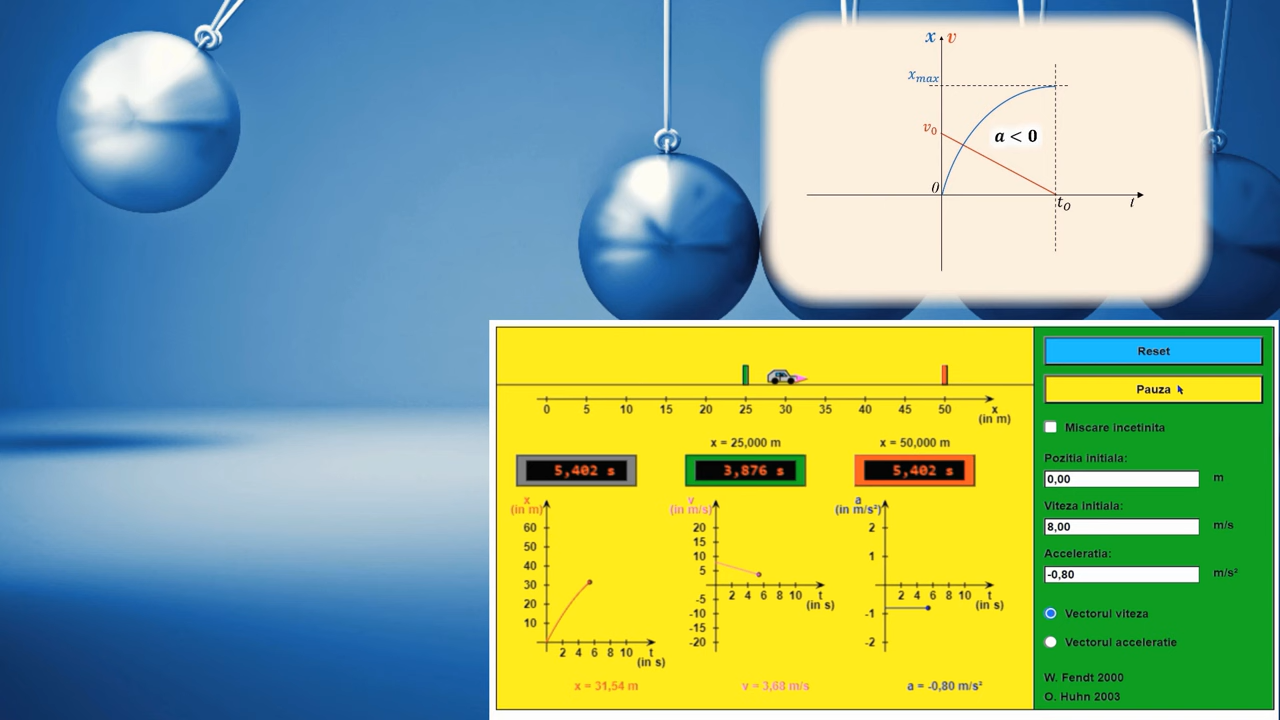 x v
xmax
v0
a < 0
0
t0
t
0 5 10 15 20 25 30 35 40 45 50 x
(in m)
x = 25,000 m x = 50,000 m
5,402 s 3,876 s 5,402 s
x
(in m)
60
50
40
30
20
10
2 4 6 8 10 t
(in s)
x = 31,54 m
v
(in m/s)
20
15
10
5
2 4 6 8 10 t
(in s)
-5
-10
-15
-20
v = 3,68 m/s
a
(in m/s²)
2
1
2 4 6 8 10 t
(in s)
-1
-2
a = -0,80 m/s²
Reset
Pauza
Miscare incetinita
Pozitia initiala:
0,00 m
Viteza initiala:
8,00 m/s
Acceleratia:
-0,80 m/s²
Vectorul viteza
Vectorul acceleratie
W. Fendt 2000
O. Huhn 2003